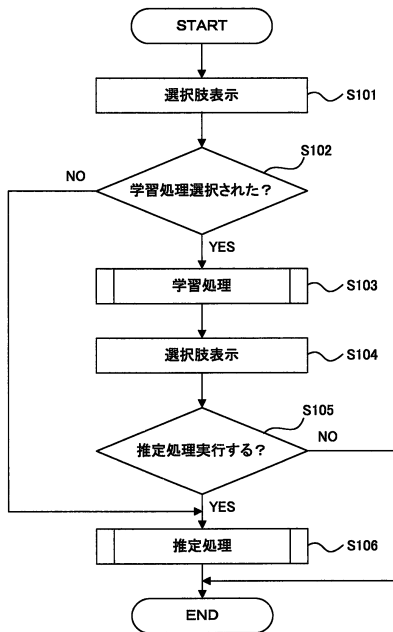 START
選択肢表示
S101
S102
学習処理選択された？
NO
YES
学習処理
S103
選択肢表示
S104
S105
推定処理実行する？
NO
YES
推定処理
S106
END